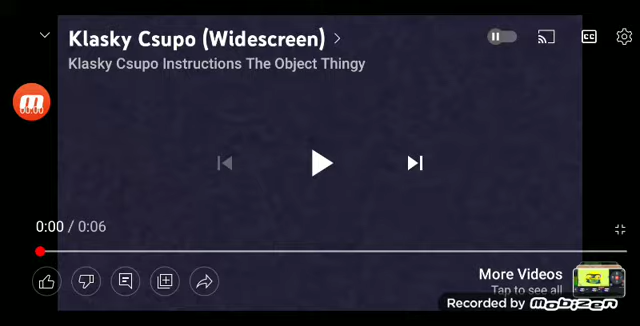 Klasky Csupo (Widescreen)
Klasky Csupo Instructions The Object Thingy
CC
00:00
0:00 / 0:06
More Videos
Tap to see all
Recorded by Mobizen